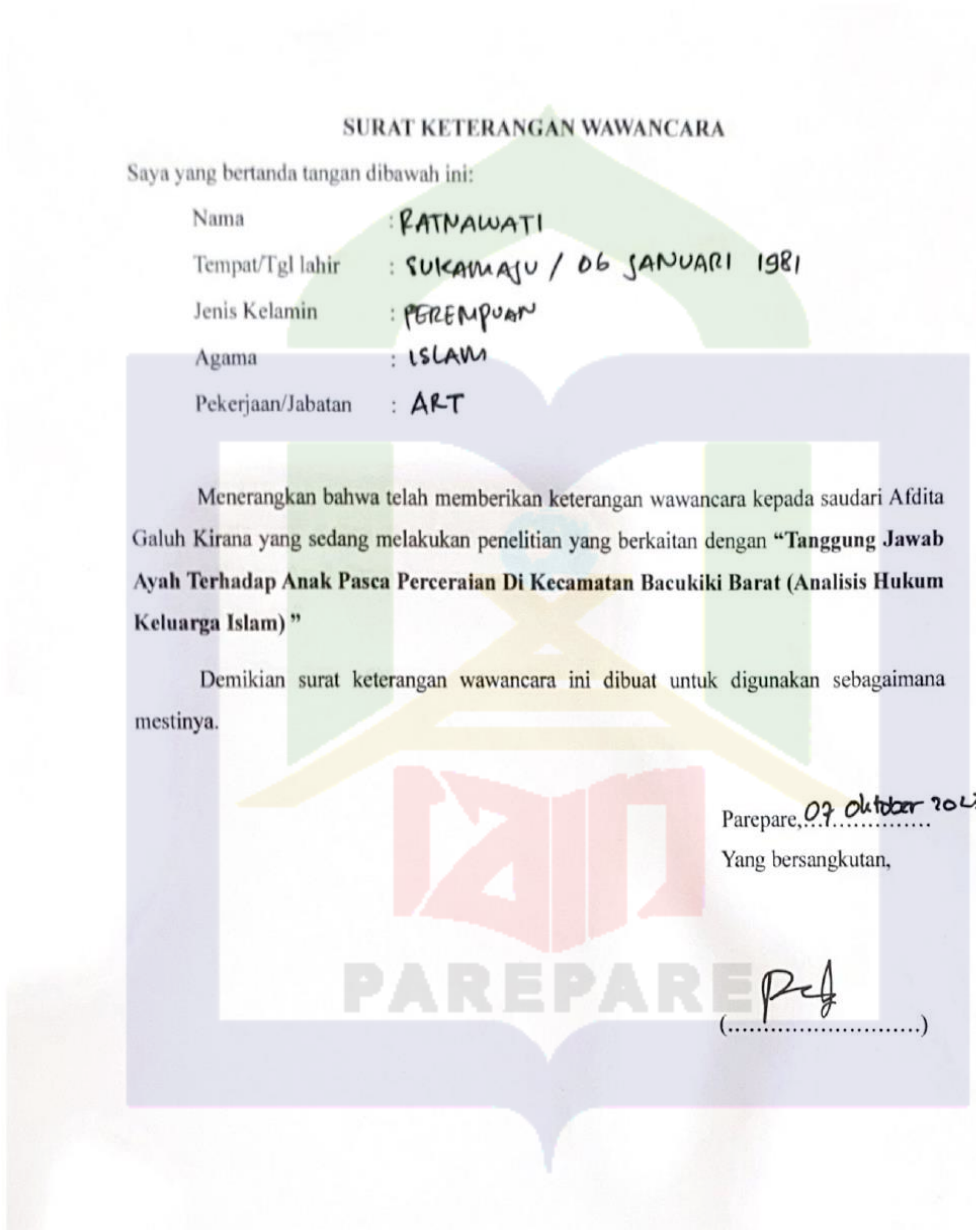 SURAT KETERANGAN WAWANCARA
Saya yang bertanda tangan dibawah ini:
Nama : RATNAWATI
Tempat/Tgl lahir : SUKAMAJU / 06 JANUARI 1981
Jenis Kelamin : PEREMPUAN
Agama : ISLAM
Pekerjaan/Jabatan : ART
Menerangkan bahwa telah memberikan keterangan wawancara kepada saudari Afdita
Galuh Kirana yang sedang melakukan penelitian yang berkaitan dengan “Tanggung Jawab
Ayah Terhadap Anak Pasca Perceraian Di Kecamatan Bacukiki Barat (Analisis Hukum
Keluarga Islam) ”
Demikian surat keterangan wawancara ini dibuat untuk digunakan sebagaimana
mestinya.
Parepare, 07 Oktober
Yang bersangkutan,
PAREPARE
(............................)